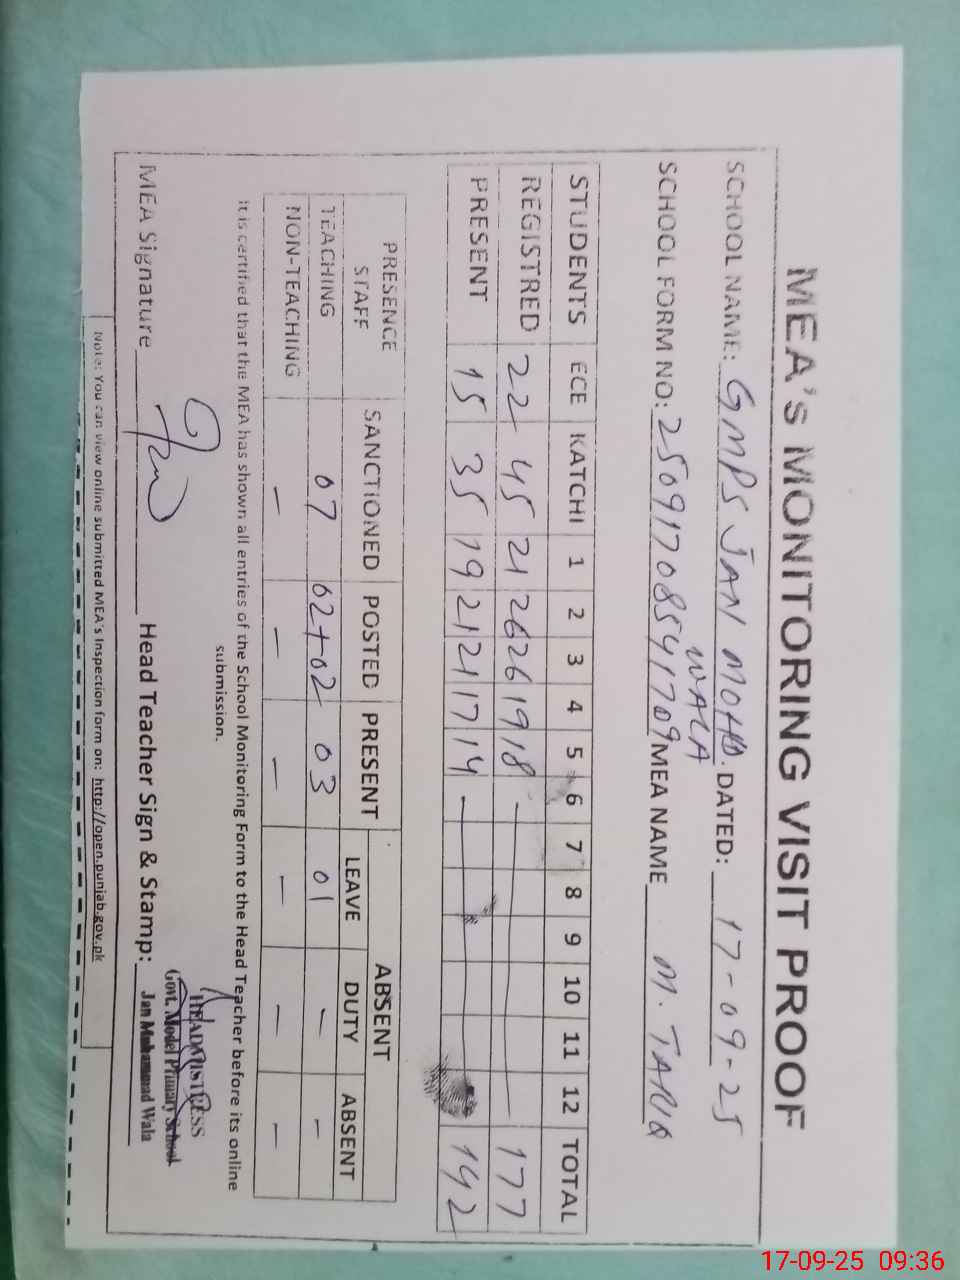 MEA's MONITORING VISIT PROOF
SCHOOL NAME: GMPS JAN MOHD. DATED: 17-09-25
WALA
SCHOOL FORM NO: 2509170854 1709 MEA NAME M. TARIQ
STUDENTS ECE KATCHI 1 2 3 4 5 6 7 8 9 10 11 12 TOTAL
REGISTRED 22 45 21 26 26 19 18 - 177
PRESENT 15 35 19 21 21 17 14 - 142
PRESENCE STAFF SANCTIONED POSTED PRESENT ABSENT
LEAVE DUTY ABSENT
TEACHING 07 02+02 03 01 - -
NON-TEACHING - - - - - -
It is certified that the MEA has shown all entries of the School Monitoring Form to the Head Teacher before its online
submission.
MEA Signature Head Teacher Sign & Stamp:
HEADMISTRESS
Govt. Model Primary School
Jan Muhammad Wala
Note: You can view online submitted MEA's Inspection form on: http://open.punjab.gov.pk
17-09-25 09:36